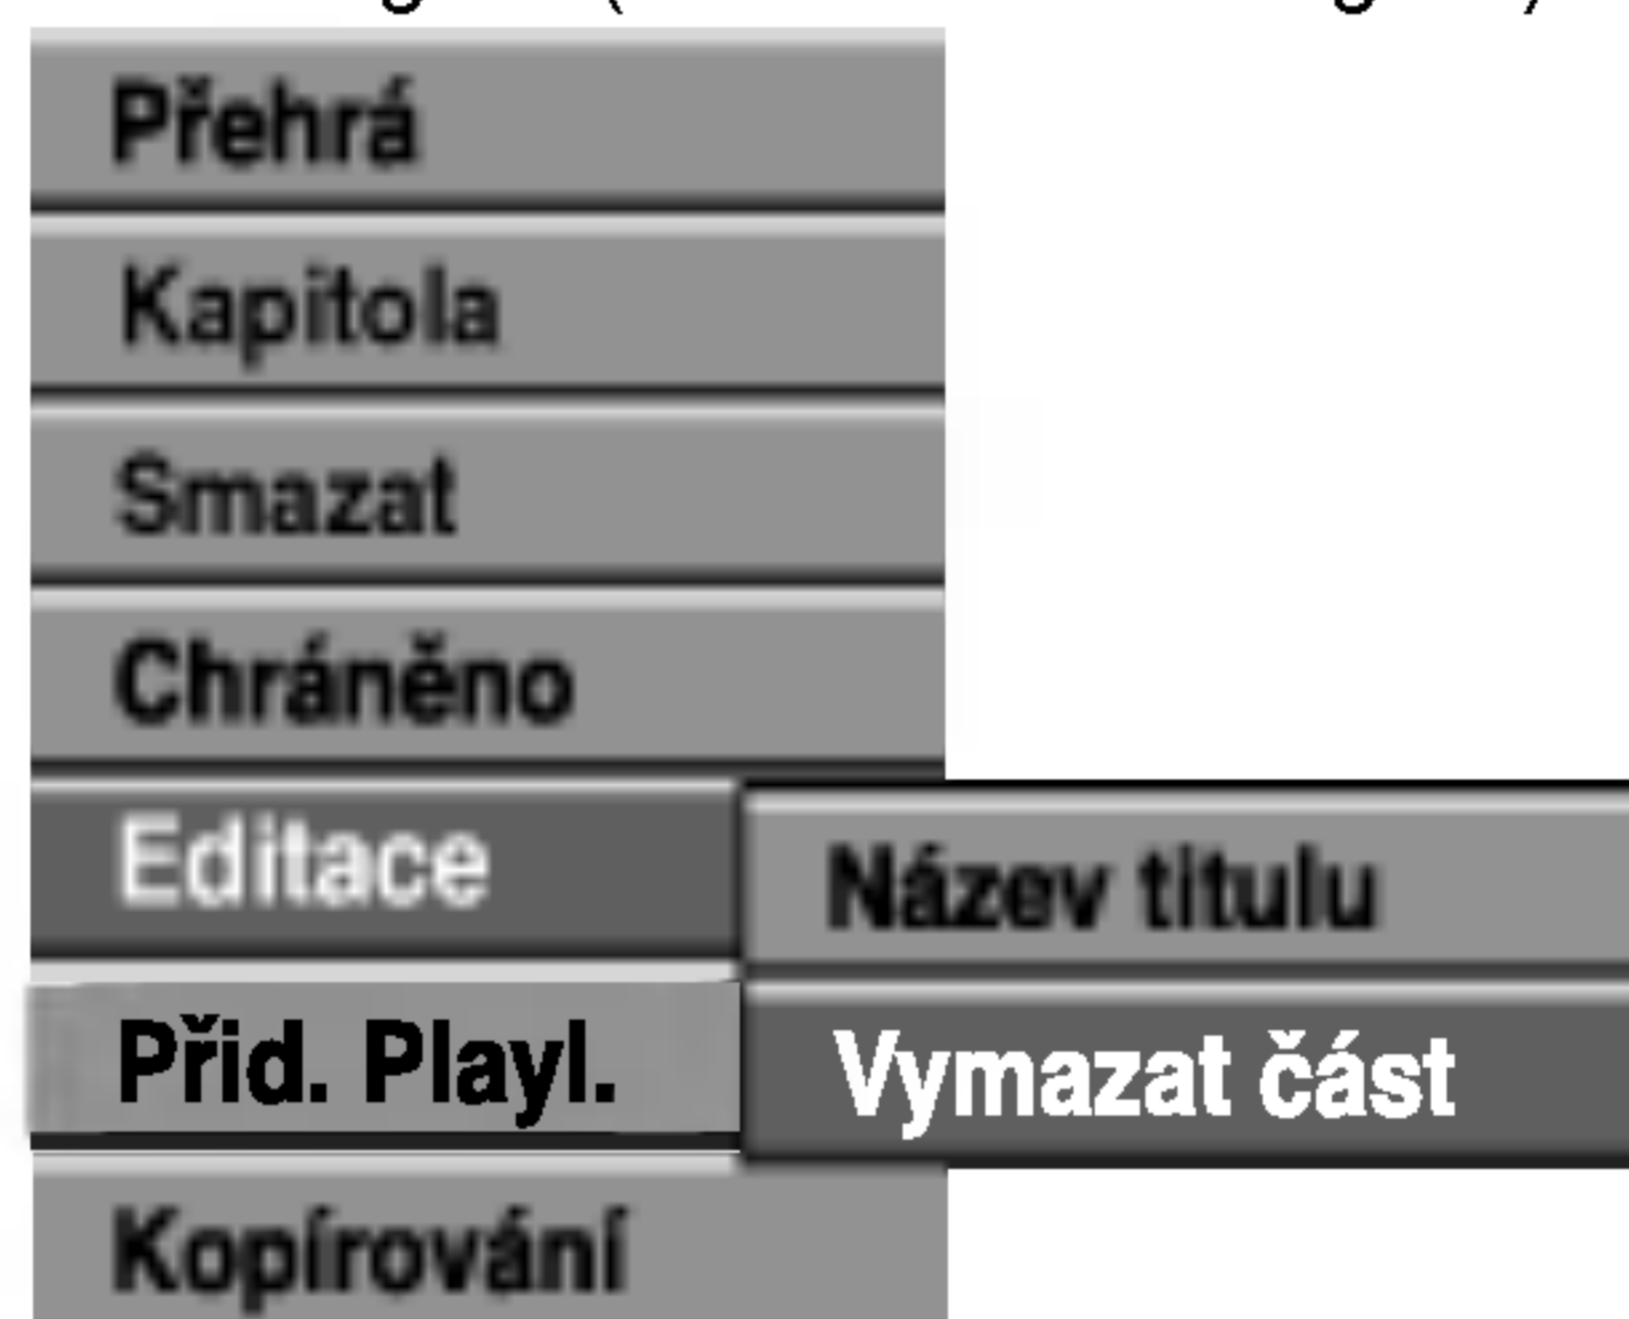 Přehrá
Kapitola
Smazat
Chráněno
Editace
Název titulu
Přid. Playl.
Vymazat část
Kopírování